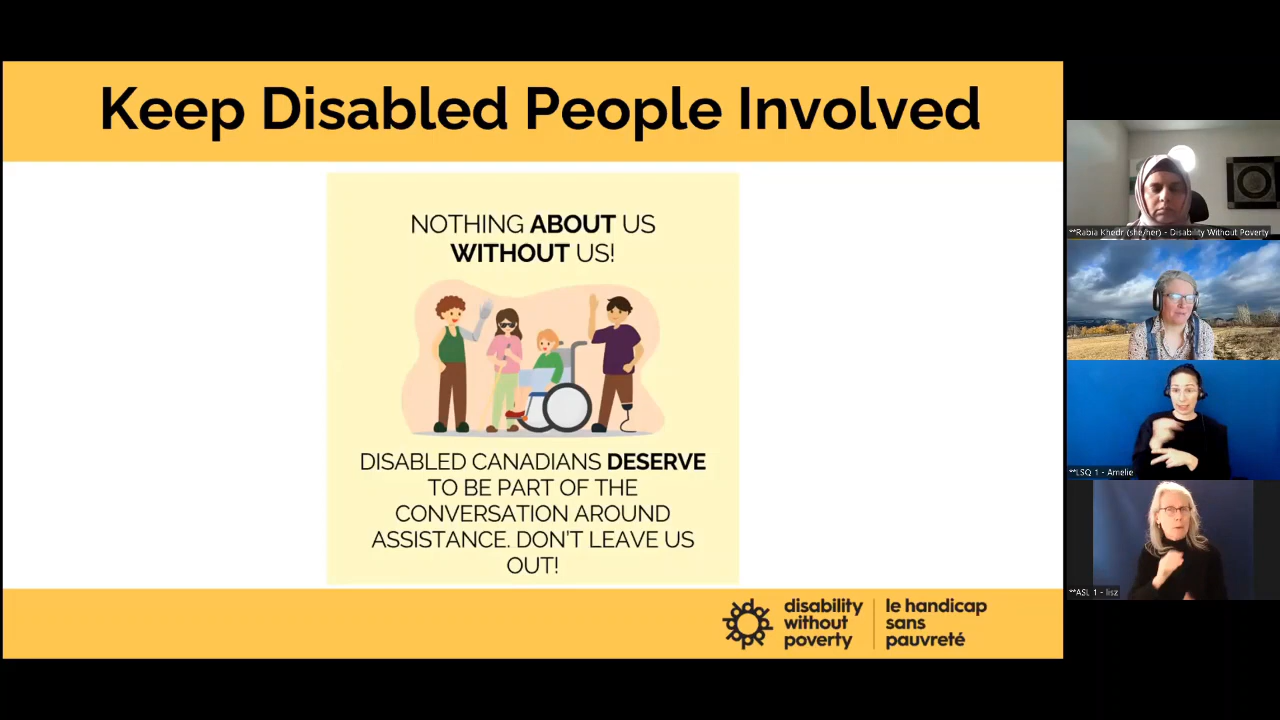 Keep Disabled People Involved
NOTHING ABOUT US
WITHOUT US!
DISABLED CANADIANS DESERVE
TO BE PART OF THE
CONVERSATION AROUND
ASSISTANCE. DON'T LEAVE US
OUT!
disability
without
poverty
le handicap
sans
pauvreté
**Rabia Khedr (she/her) - Disability Without Poverty
**LSQ 1 - Amelie
**ASL 1 - lisz